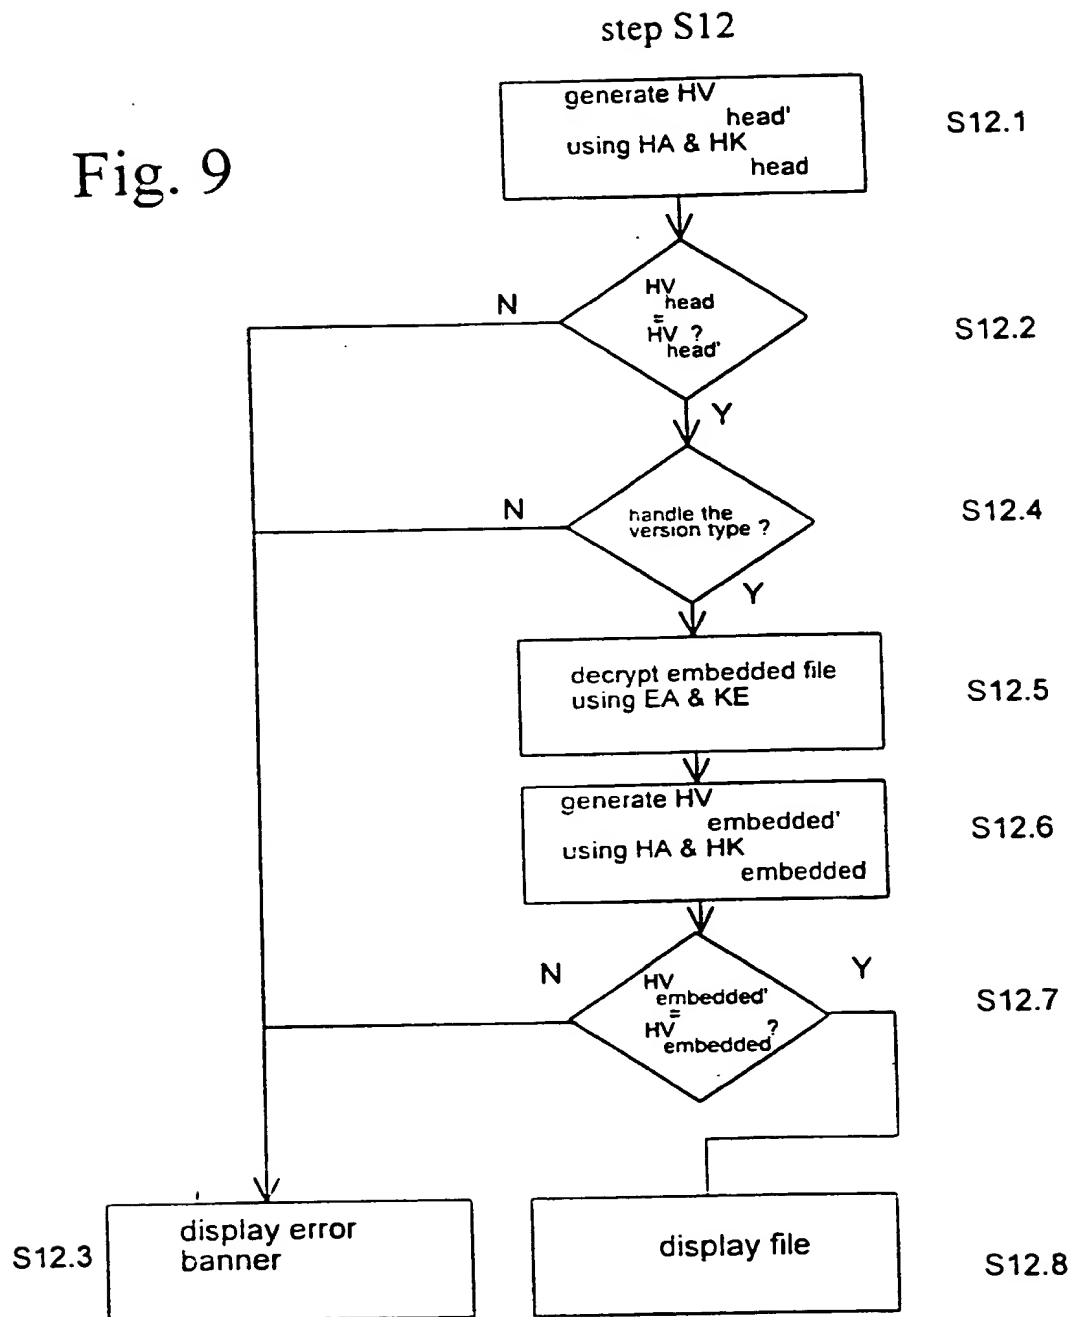 step S12
Fig. 9
generate HV
head'
using HA & HK
head
S12.1
HV
head
=
HV ?
head'
N
Y
S12.2
handle the
version type ?
N
Y
S12.4
decrypt embedded file
using EA & KE
S12.5
generate HV
embedded'
using HA & HK
embedded
S12.6
N
Y
HV
embedded'
=
HV ?
embedded
S12.7
S12.3
display error
banner
display file
S12.8